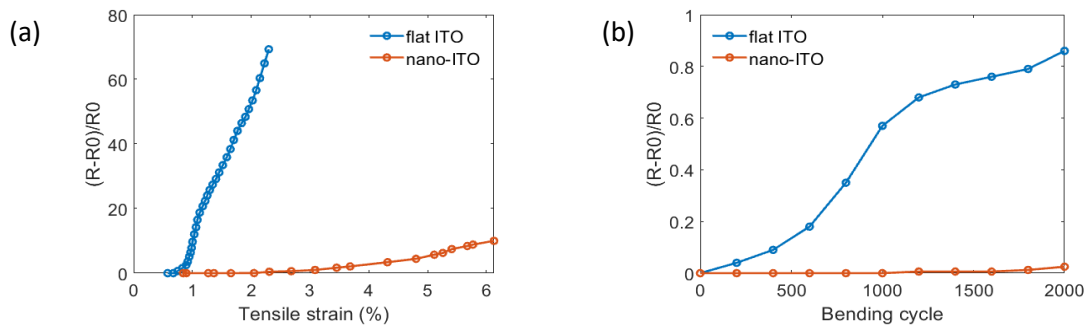 (a)
80
60
40
20
0
(R-R0)/R0
flat ITO
nano-ITO
0 1 2 3 4 5 6
Tensile strain (%)
(b)
1
0.8
0.6
0.4
0.2
0
(R-R0)/R0
flat ITO
nano-ITO
0 500 1000 1500 2000
Bending cycle